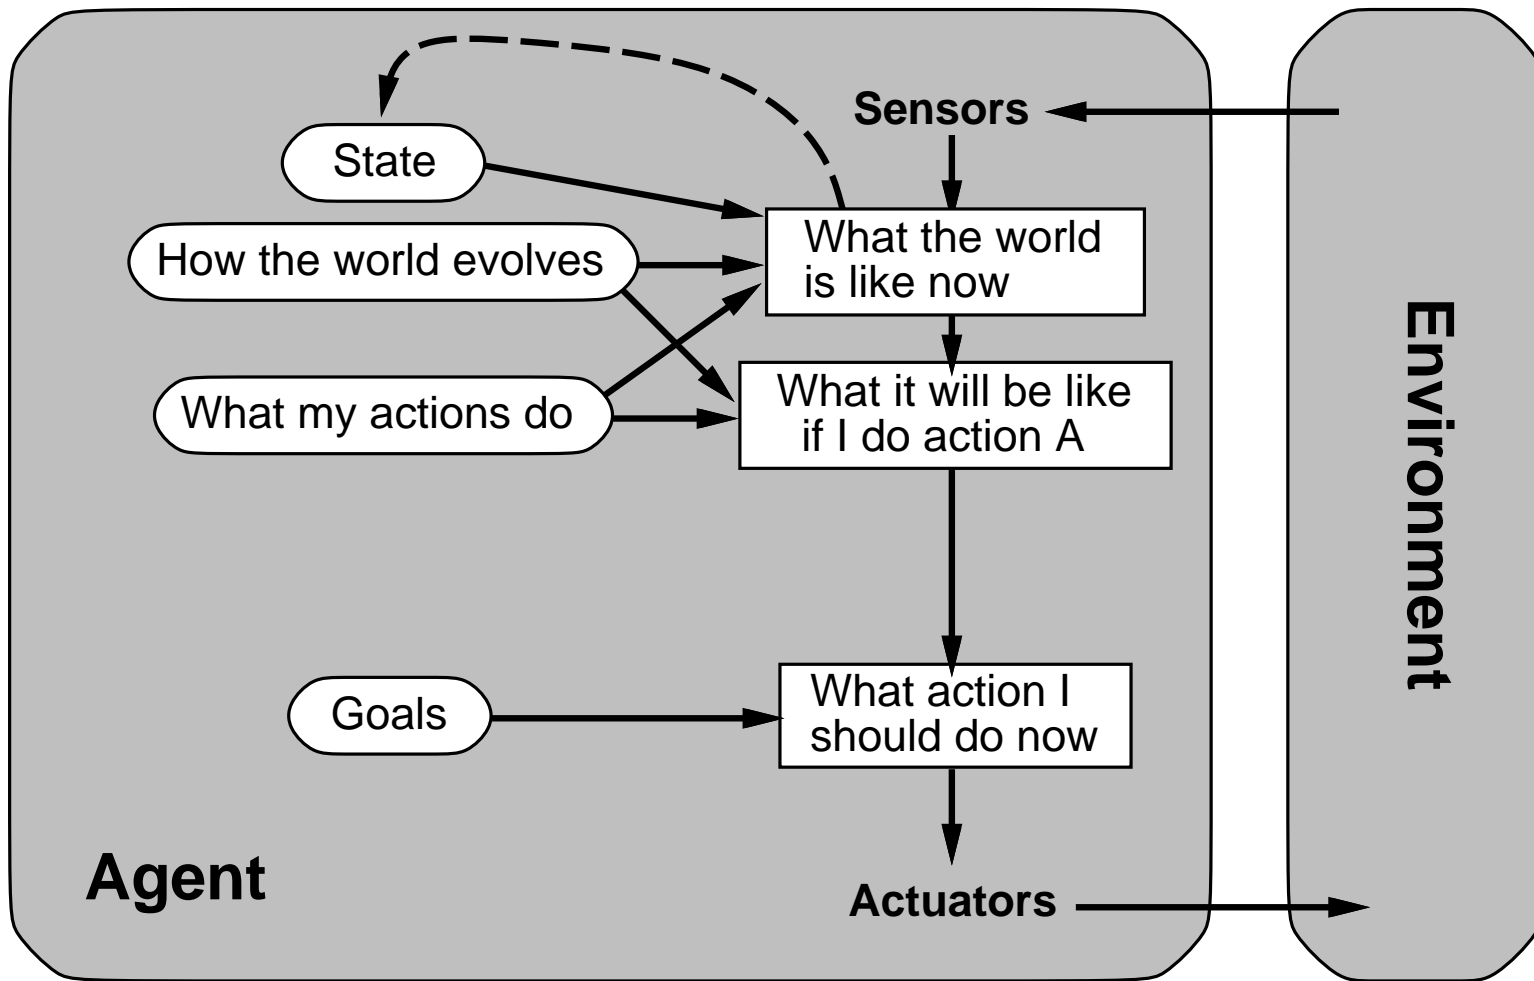 Sensors
State
What the world
is like now
How the world evolves
What it will be like
if I do action A
What my actions do
Goals
What action I
should do now
Agent
Actuators
Environment